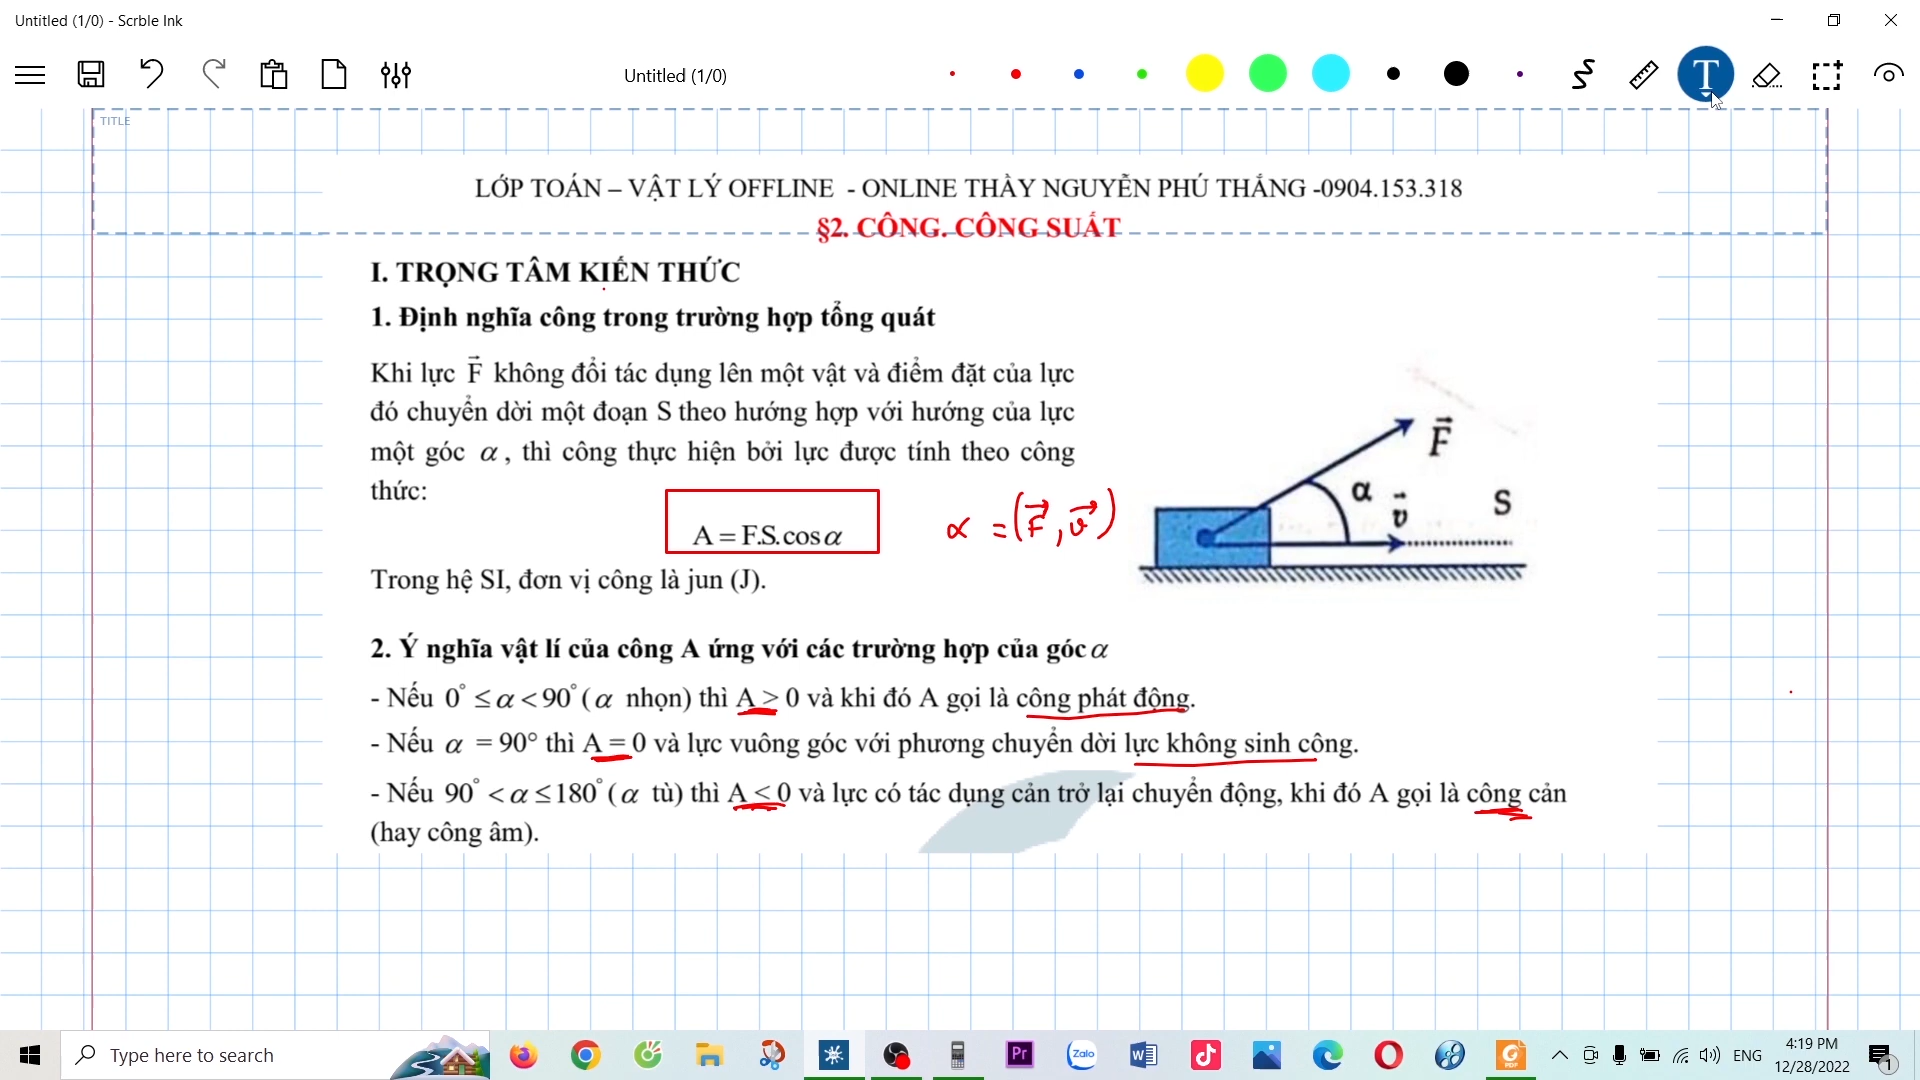 Untitled (1/0) - Scrble Ink
Untitled (1/0)
T
TITLE
LỚP TOÁN – VẬT LÝ OFFLINE - ONLINE THẦY NGUYỄN PHÚ THẮNG -0904.153.318
§2. CÔNG. CÔNG SUẤT
I. TRỌNG TÂM KIẾN THỨC
1. Định nghĩa công trong trường hợp tổng quát
Khi lực F⃗ không đổi tác dụng lên một vật và điểm đặt của lực
đó chuyển dời một đoạn S theo hướng hợp với hướng của lực
một góc α, thì công thực hiện bởi lực được tính theo công
thức:
A = F.S.cosα
α = (F⃗, v⃗)
F⃗
α
v⃗
S
Trong hệ SI, đơn vị công là jun (J).
2. Ý nghĩa vật lí của công A ứng với các trường hợp của góc α
- Nếu 0° ≤ α < 90° (α nhọn) thì A > 0 và khi đó A gọi là công phát động.
- Nếu α = 90° thì A = 0 và lực vuông góc với phương chuyển dời lực không sinh công.
- Nếu 90° < α ≤ 180° (α tù) thì A < 0 và lực có tác dụng cản trở lại chuyển động, khi đó A gọi là công cản
(hay công âm).
Type here to search
Pr
Zalo
PDF
ENG
4:19 PM
12/28/2022
1